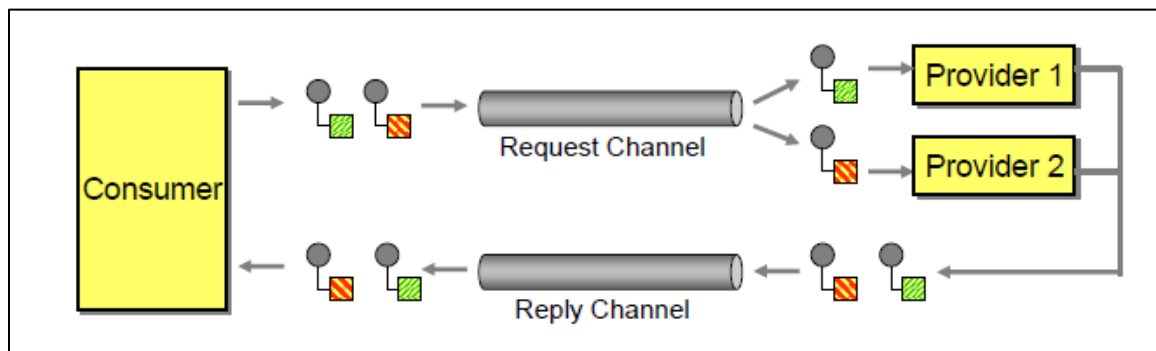 Provider 1
Request Channel
Provider 2
Consumer
Reply Channel